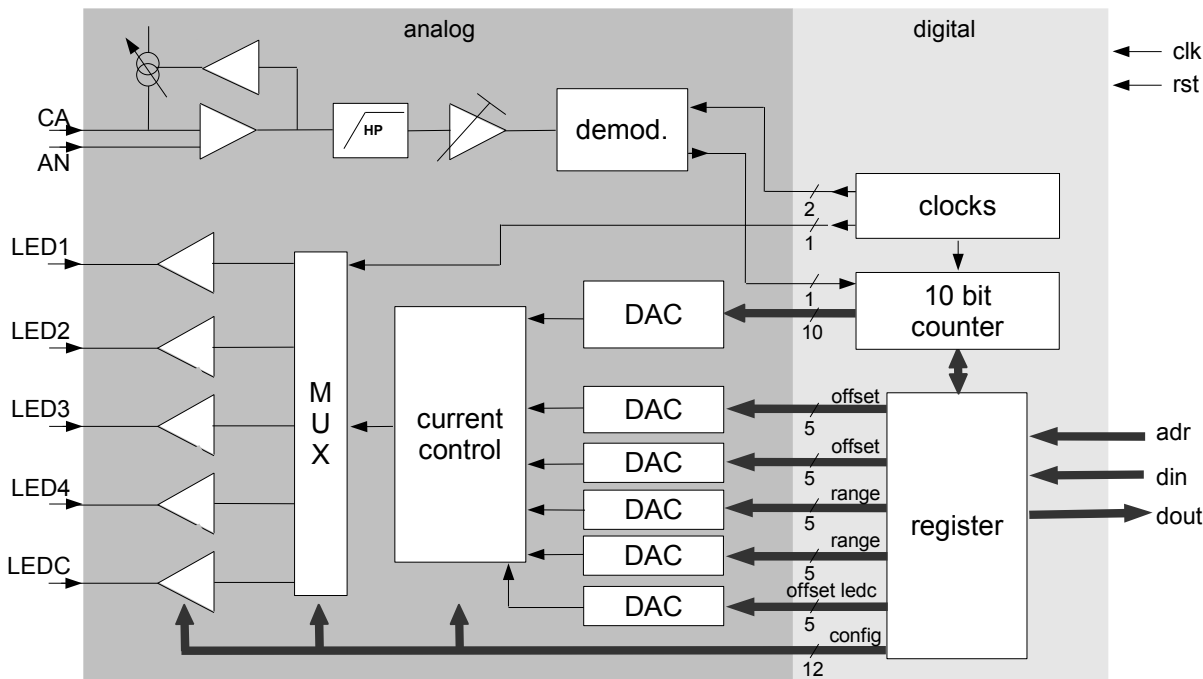 analog
digital
clk
rst
CA
AN
HP
demod.
2
clocks
1
LED1
LED2
LED3
LED4
LEDC
M
U
X
current
control
DAC
1
10
10 bit
counter
DAC
offset
5
DAC
offset
5
DAC
range
5
DAC
range
5
DAC
offset ledc
5
config
12
register
adr
din
dout